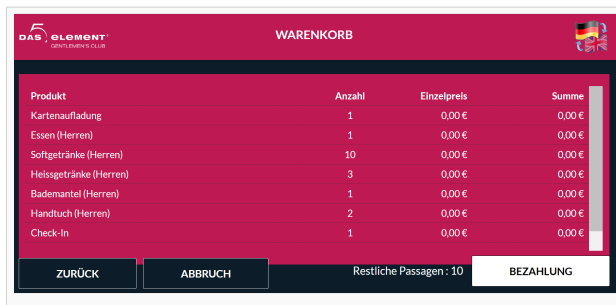 DAS 5 ELEMENT
GENTLEMEN'S CLUB
WARENKORB
Produkt Anzahl Einzelpreis Summe
Kartenaufladung 1 0,00 € 0,00 €
Essen (Herren) 1 0,00 € 0,00 €
Softgetränke (Herren) 10 0,00 € 0,00 €
Heissgetränke (Herren) 3 0,00 € 0,00 €
Bademantel (Herren) 1 0,00 € 0,00 €
Handtuch (Herren) 2 0,00 € 0,00 €
Check-In 1 0,00 € 0,00 €
ZURÜCK ABBRUCH Restliche Passagen : 10 BEZAHLUNG